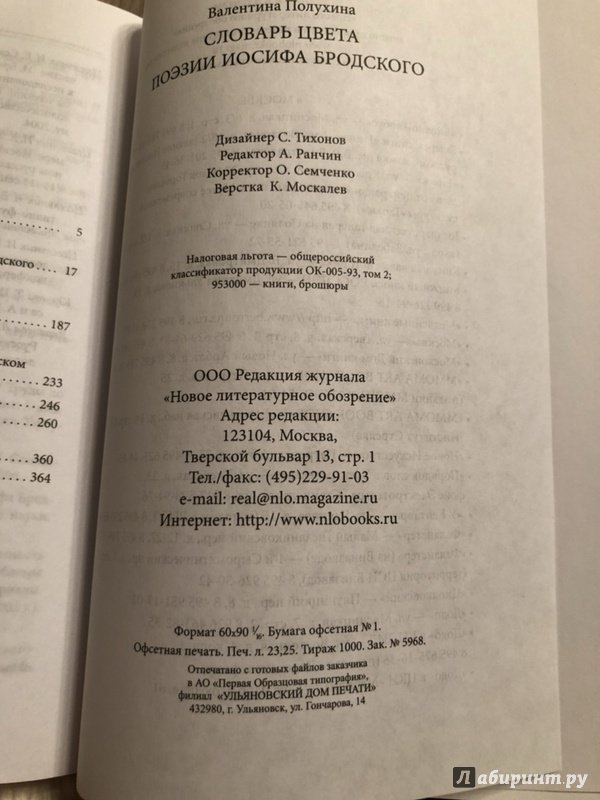 5
дского.... 17
187
ском
233
246
260
360
364
Валентина Полухина
СЛОВАРЬ ЦВЕТА
ПОЭЗИИ ИОСИФА БРОДСКОГО
Дизайнер С. Тихонов
Редактор А. Ранчин
Корректор О. Семченко
Верстка К. Москалев
Налоговая льгота — общероссийский
классификатор продукции ОК-005-93, том 2;
953000 — книги, брошюры
ООО Редакция журнала
«Новое литературное обозрение»
Адрес редакции:
123104, Москва,
Тверской бульвар 13, стр. 1
Тел./факс: (495)229-91-03
e-mail: real@nlo.magazine.ru
Интернет: http://www.nlobooks.ru
Формат 60х90 1/16. Бумага офсетная № 1.
Офсетная печать. Печ. л. 23,25. Тираж 1000. Зак. № 5968.
Отпечатано с готовых файлов заказчика
в АО «Первая Образцовая типография»,
филиал «УЛЬЯНОВСКИЙ ДОМ ПЕЧАТИ»
432980, г. Ульяновск, ул. Гончарова, 14
Лабиринт.ру